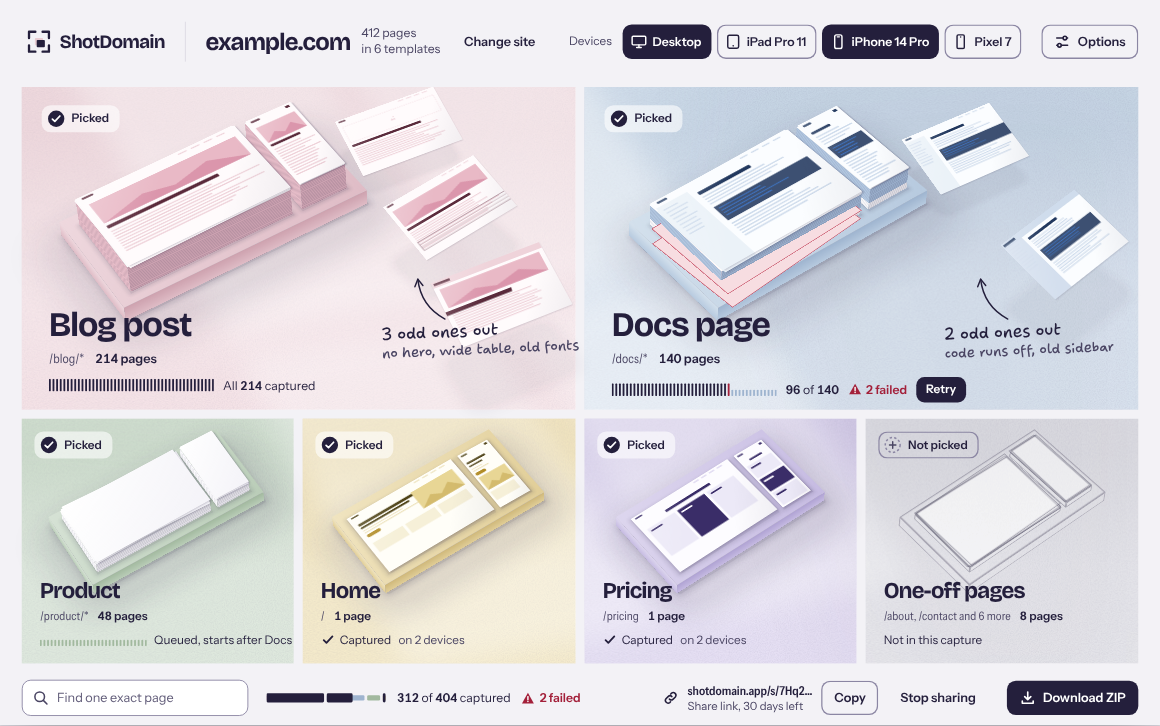 ShotDomain
example.com
412 pages
in 6 templates
Change site
Devices
Desktop
iPad Pro 11
iPhone 14 Pro
Pixel 7
Options
Picked
3 odd ones out
no hero, wide table, old fonts
Blog post
/blog/* 214 pages
All 214 captured
Picked
2 odd ones out
code runs off, old sidebar
Docs page
/docs/* 140 pages
96 of 140
2 failed
Retry
Picked
Product
/product/* 48 pages
Queued, starts after Docs
Picked
Home
/ 1 page
Captured on 2 devices
Picked
Pricing
/pricing 1 page
Captured on 2 devices
Not picked
One-off pages
/about, /contact and 6 more 8 pages
Not in this capture
Find one exact page
312 of 404 captured
2 failed
shotdomain.app/s/7Hq2...
Share link, 30 days left
Copy
Stop sharing
Download ZIP